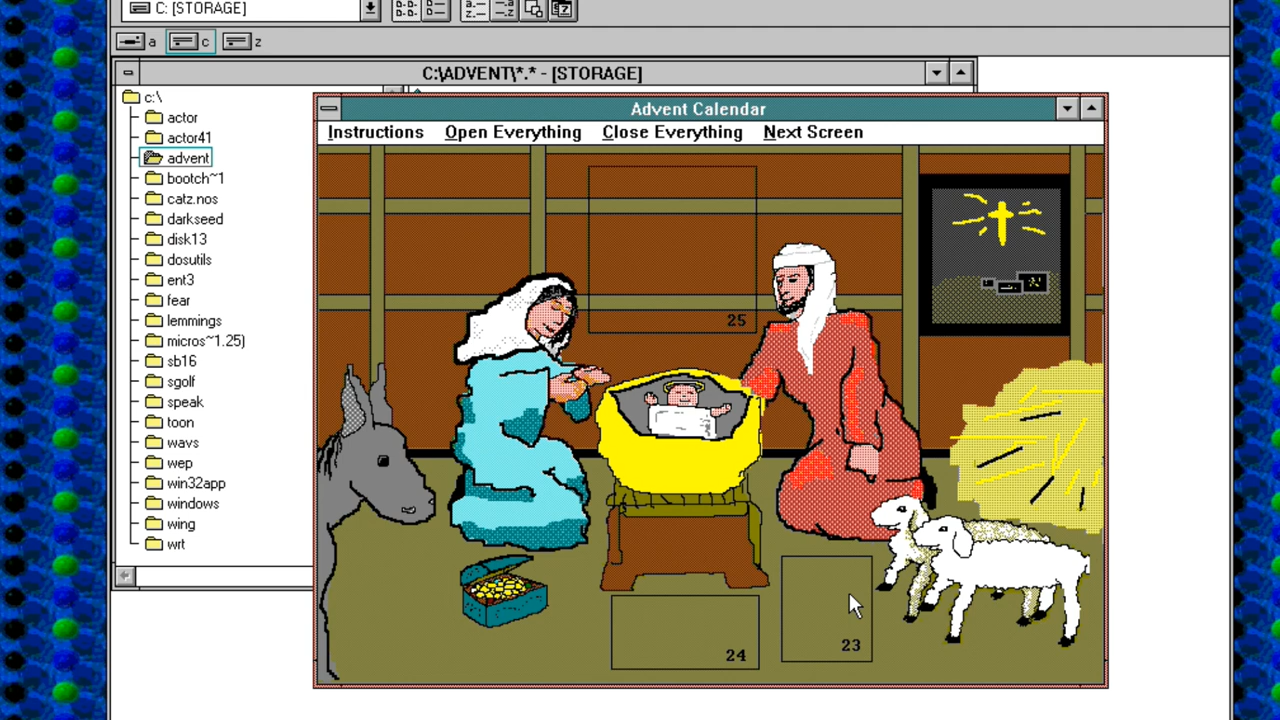 C: [STORAGE]
a c z
C:\ADVENT\*.* - [STORAGE]
c:\
actor
actor41
advent
bootch~1
catz.nos
darkseed
disk13
dosutils
ent3
fear
lemmings
micros~1.25)
sb16
sgolf
speak
toon
wavs
wep
win32app
windows
wing
wrt
Advent Calendar
Instructions Open Everything Close Everything Next Screen
25
23
24